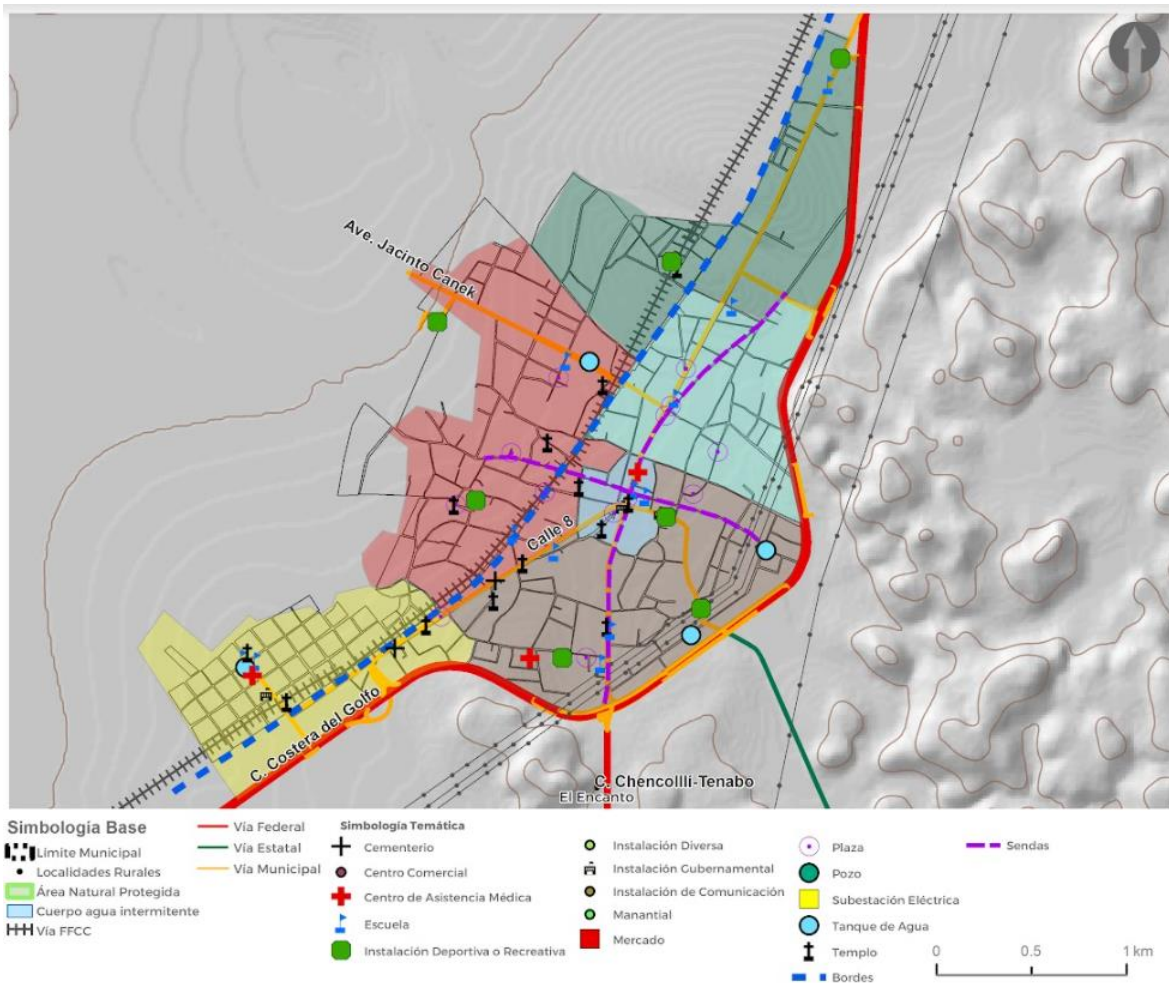 Ave. Jacinto Canek
Calle 8
C. Costera del Golfo
C. Chencollli-Tenabo
El Encanto
Simbología Base
Límite Municipal
Localidades Rurales
Área Natural Protegida
Cuerpo agua intermitente
Vía FFCC
Vía Federal
Vía Estatal
Vía Municipal
Simbología Temática
Cementerio
Centro Comercial
Centro de Asistencia Médica
Escuela
Instalación Deportiva o Recreativa
Instalación Diversa
Instalación Gubernamental
Instalación de Comunicación
Manantial
Mercado
Plaza
Pozo
Subestación Eléctrica
Tanque de Agua
Templo
Bordes
Sendas
0 0.5 1 km